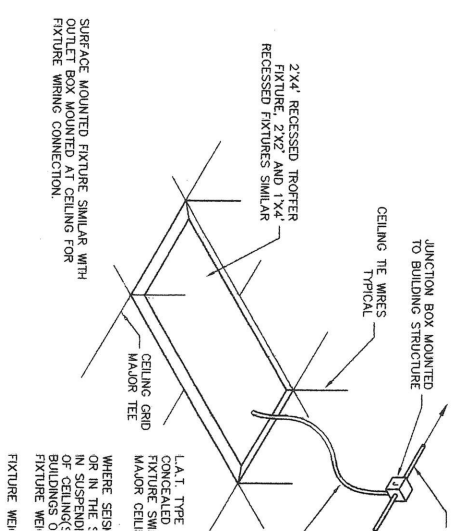 JUNCTION BOX MOUNTED
TO BUILDING STRUCTURE
CEILING TIE WIRES
TYPICAL
2'X4' RECESSED TROFFER
FIXTURE, 2'X2' AND 1'X4'
RECESSED FIXTURES SIMILAR
SURFACE MOUNTED FIXTURE SIMILAR WITH
OUTLET BOX MOUNTED AT CEILING FOR
FIXTURE WIRING CONNECTION.
J
CEILING GRID
MAJOR TEE
L.A.T. TYPE
CONCEALED
FIXTURE SWI
MAJOR CEILI
WHERE SEISM
OR IN THE S
IN SUSPENDI
OF CEILING(S
BUILDINGS O
FIXTURE WEI
FIXTURE WEI